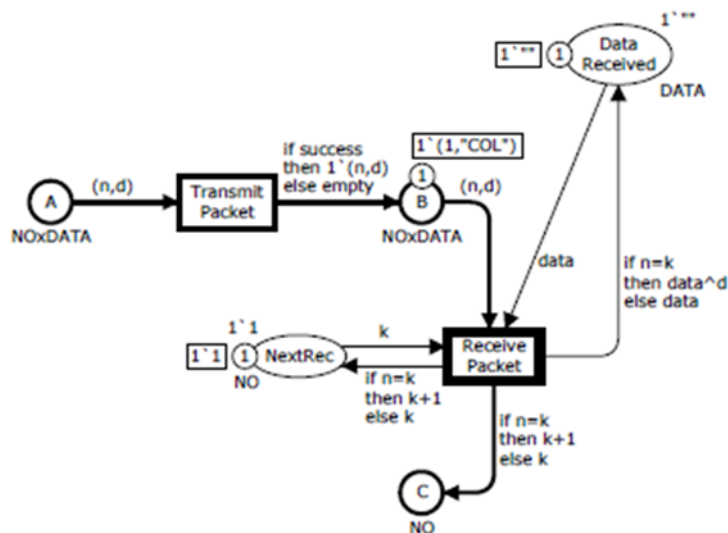 1`""
1`""
1
Data
Received
DATA
if success
then 1`(n,d)
else empty
1`(1,"COL")
1
A
(n,d)
Transmit
Packet
B
(n,d)
NOxDATA
NOxDATA
data
if n=k
then data^d
else data
1`1
1`1
1
NextRec
NO
k
Receive
Packet
if n=k
then k+1
else k
if n=k
then k+1
else k
C
NO